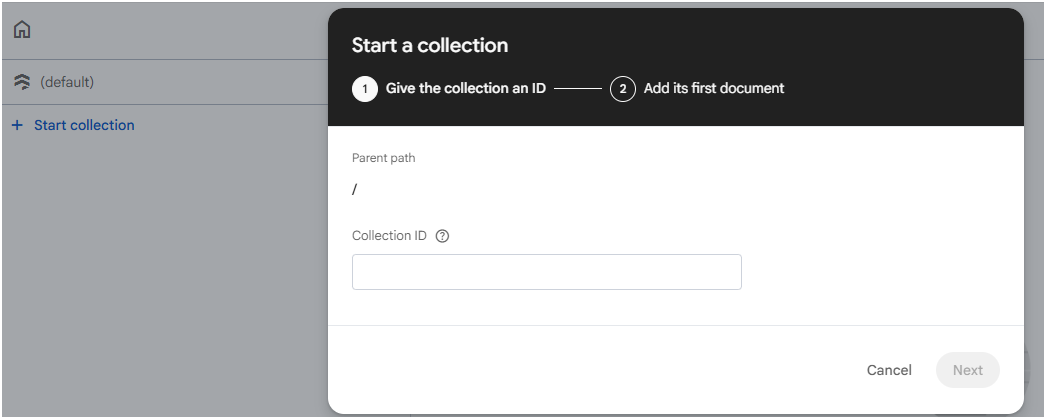 (default)
+ Start collection
Start a collection
1 Give the collection an ID 2 Add its first document
Parent path
/
Collection ID ?
Cancel Next